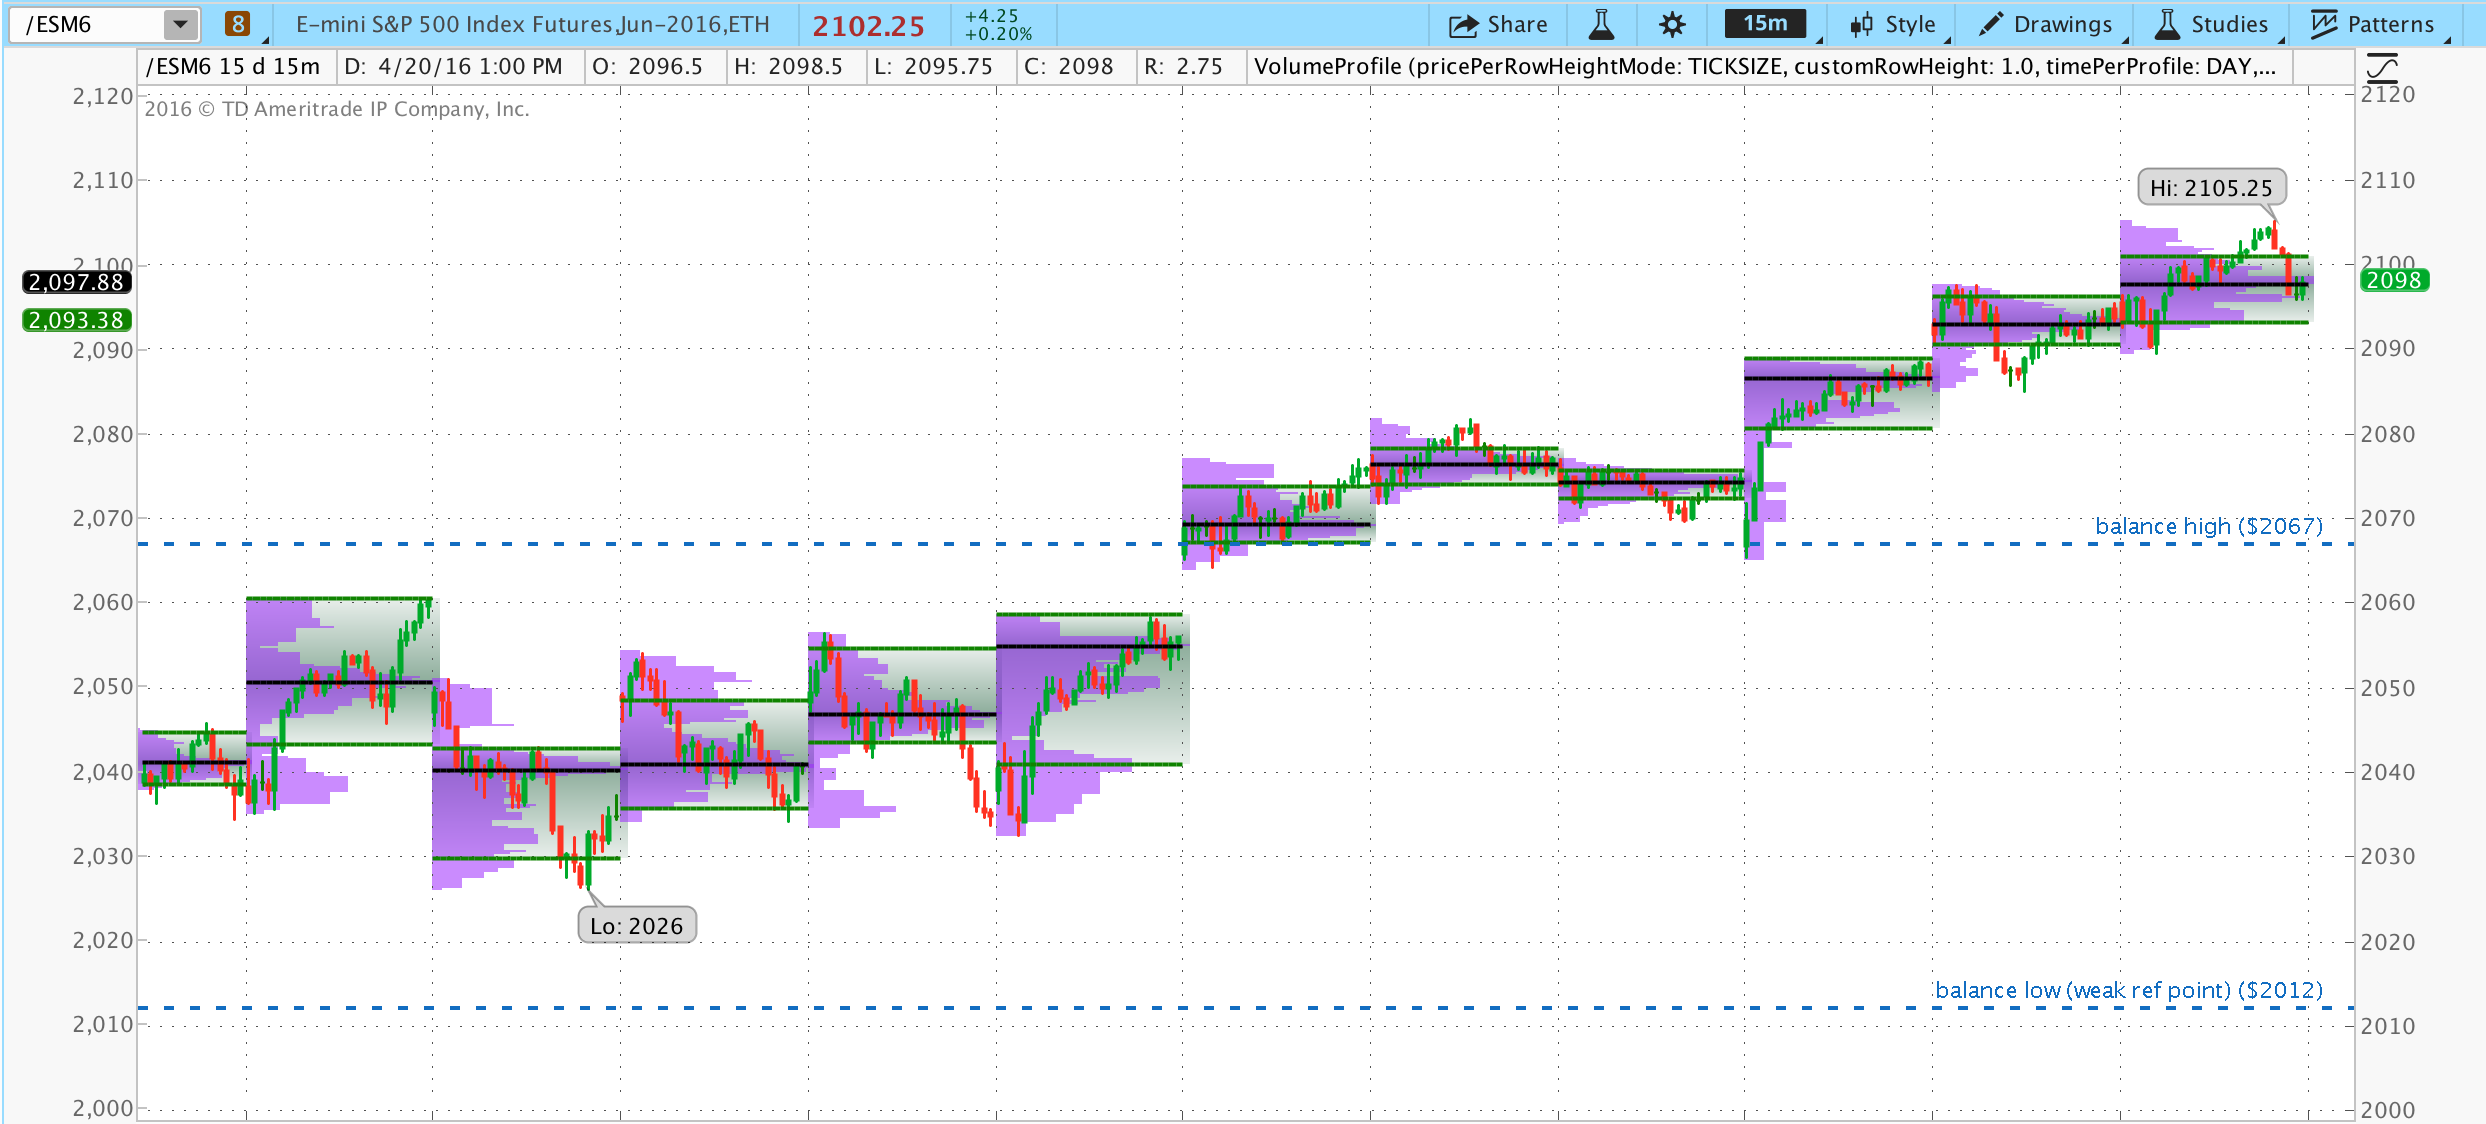 /ESM6
8
E-mini S&P 500 Index Futures,Jun-2016,ETH
2102.25
+4.25
+0.20%
Share
15m
Style
Drawings
Studies
Patterns
/ESM6 15 d 15m
D: 4/20/16 1:00 PM
O: 2096.5
H: 2098.5
L: 2095.75
C: 2098
R: 2.75
VolumeProfile (pricePerRowHeightMode: TICKSIZE, customRowHeight: 1.0, timePerProfile: DAY,...
2016 © TD Ameritrade IP Company, Inc.
2,120
2,110
2,100
2,097.88
2,093.38
2,090
2,080
2,070
2,060
2,050
2,040
2,030
2,020
2,010
2,000
Hi: 2105.25
balance high ($2067)
Lo: 2026
balance low (weak ref point) ($2012)
2120
2110
2100
2098
2090
2080
2070
2060
2050
2040
2030
2020
2010
2000